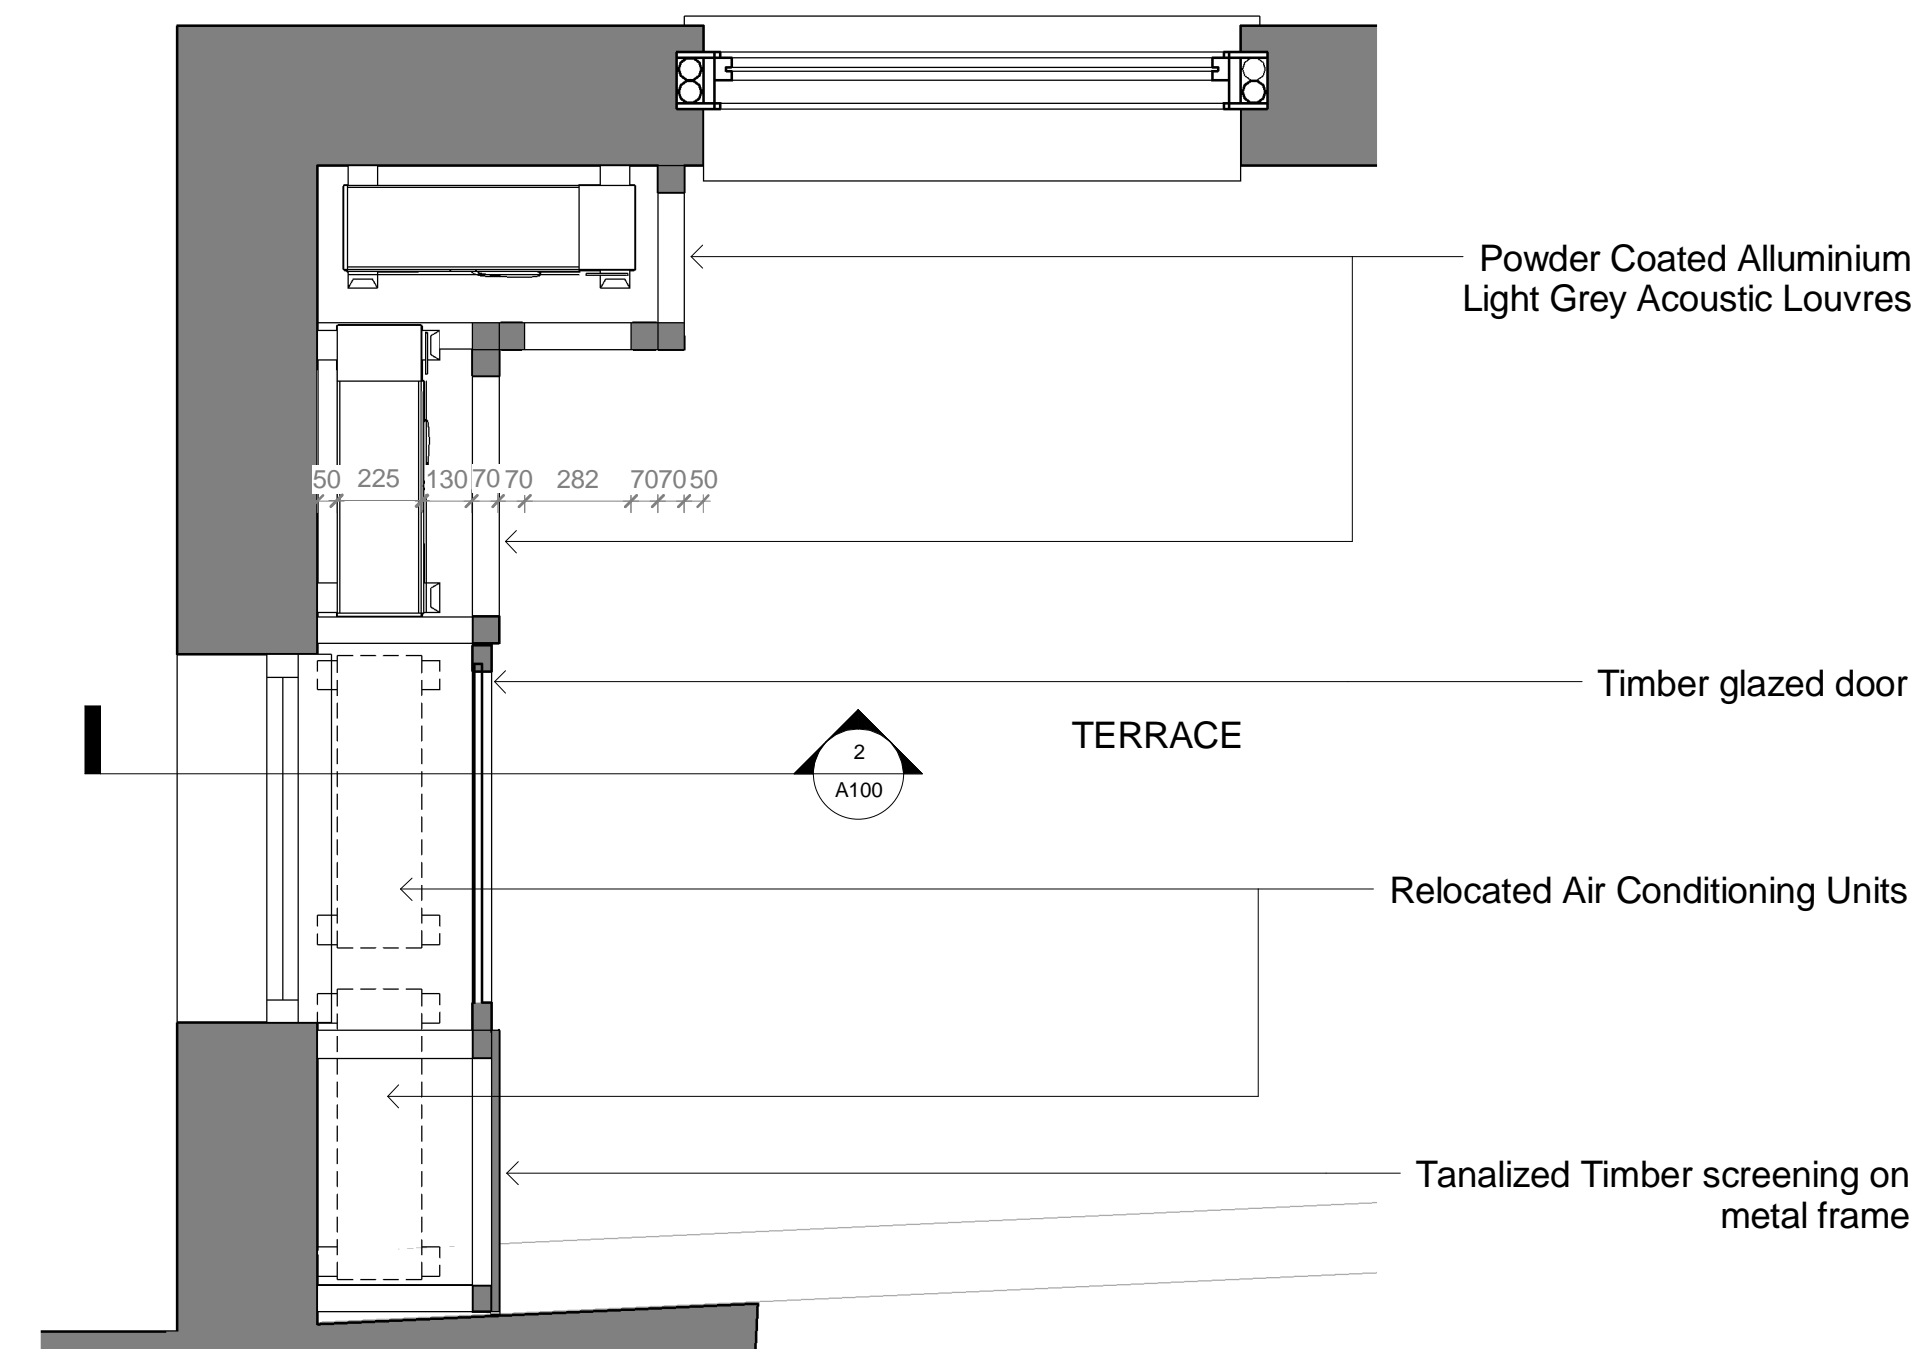 Powder Coated Alluminium
Light Grey Acoustic Louvres
50 225 130 70 70 282 70 70 50
Timber glazed door
TERRACE
2
A100
Relocated Air Conditioning Units
Tanalized Timber screening on
metal frame